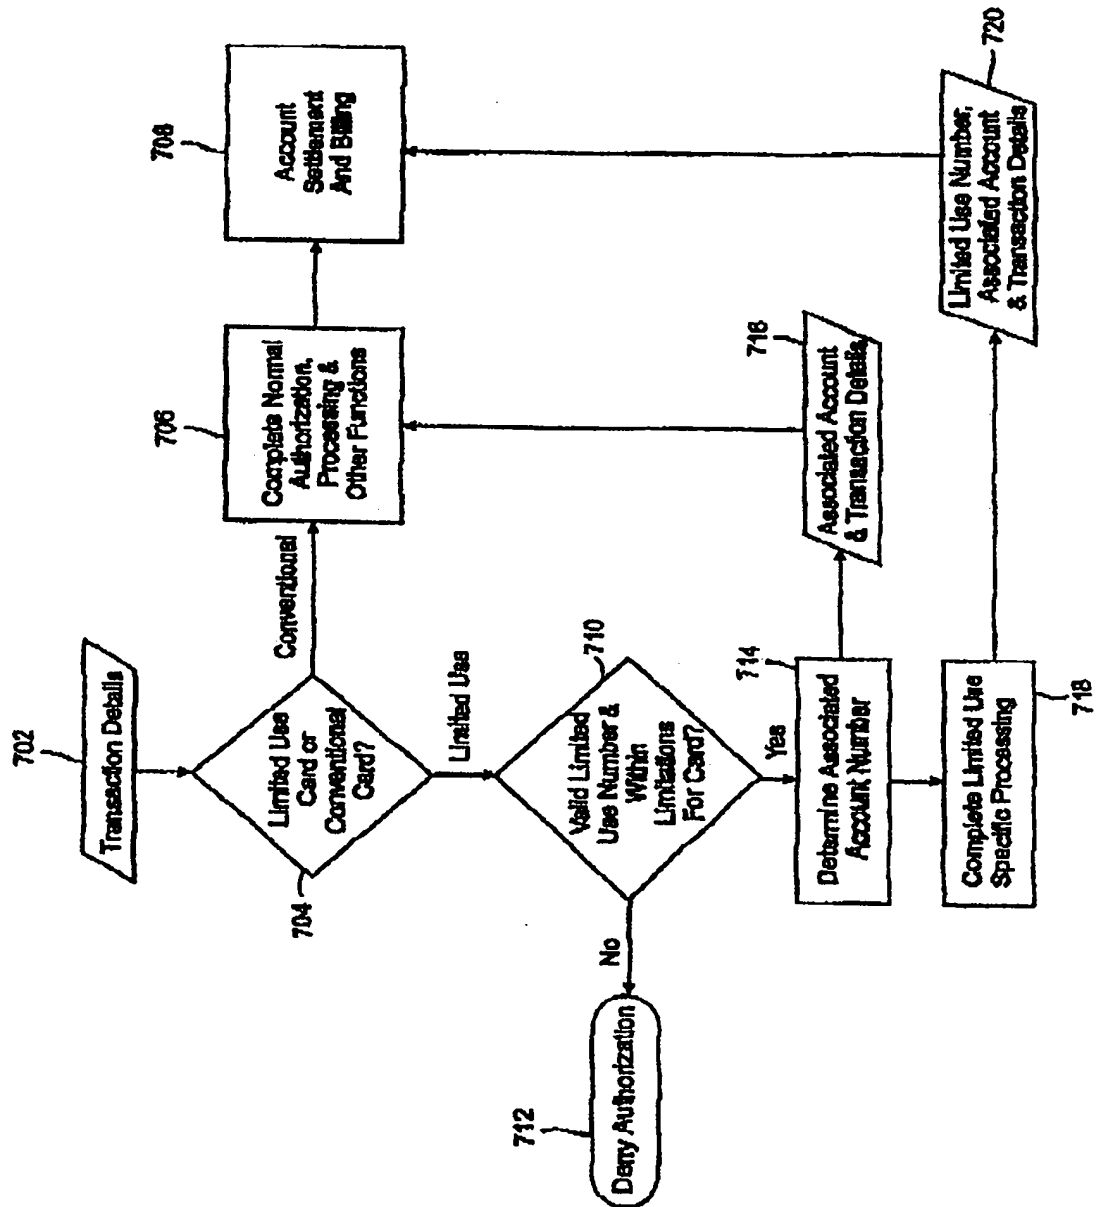 702
Transaction Details
704
Limited Use
Card or
Conventional
Card?
Conventional
706
Complete Normal
Authorization,
Processing &
Other Functions
708
Account
Settlement
And Billing
Limited Use
710
Valid Limited
Use Number &
Within
Limitations
For Card?
No
712
Deny Authorization
Yes
714
Determine Associated
Account Number
716
Associated Account
& Transaction Details
718
Complete Limited Use
Specific Processing
720
Limited Use Number,
Associated Account
& Transaction Details